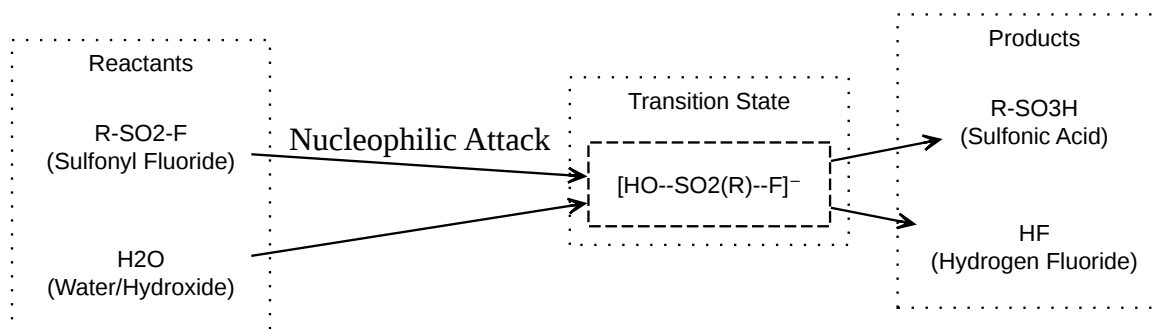 Reactants
R-SO2-F
(Sulfonyl Fluoride)
H2O
(Water/Hydroxide)
Nucleophilic Attack
Transition State
[HO--SO2(R)--F]⁻
Products
R-SO3H
(Sulfonic Acid)
HF
(Hydrogen Fluoride)